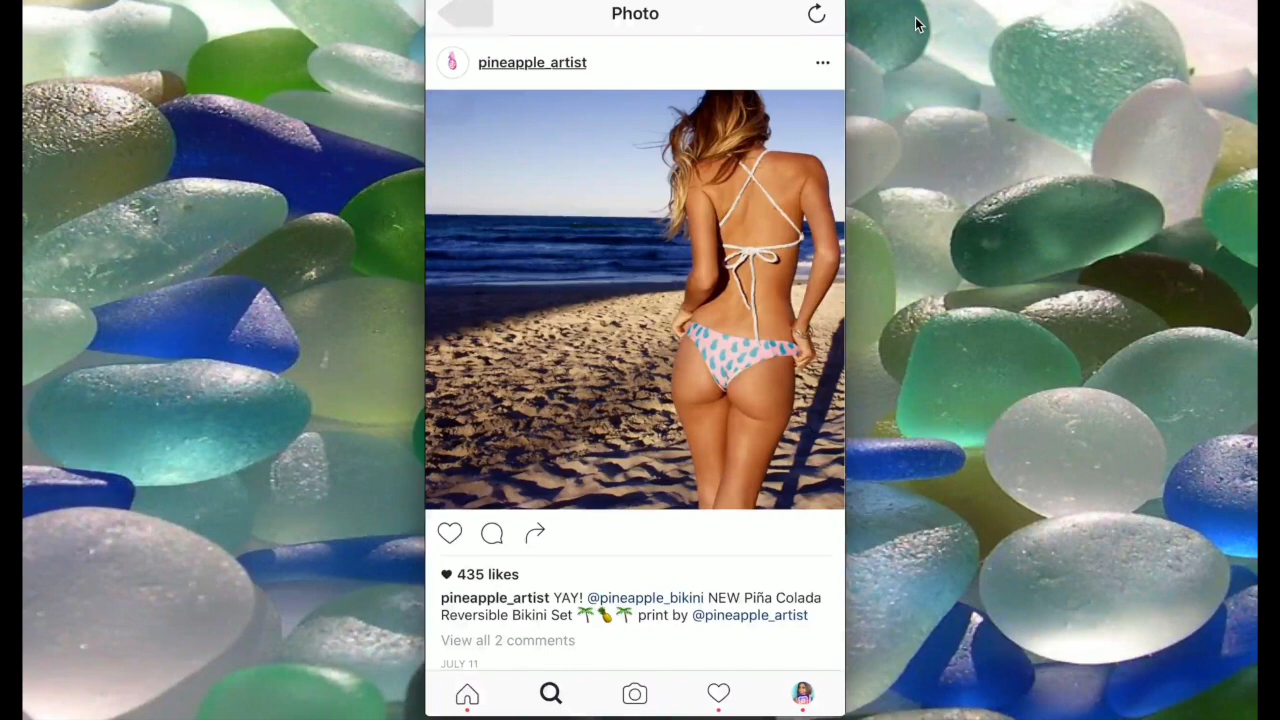 Photo
pineapple_artist
435 likes
pineapple_artist YAY! @pineapple_bikini NEW Piña Colada
Reversible Bikini Set 🌴🍍🌴 print by @pineapple_artist
View all 2 comments
JULY 11